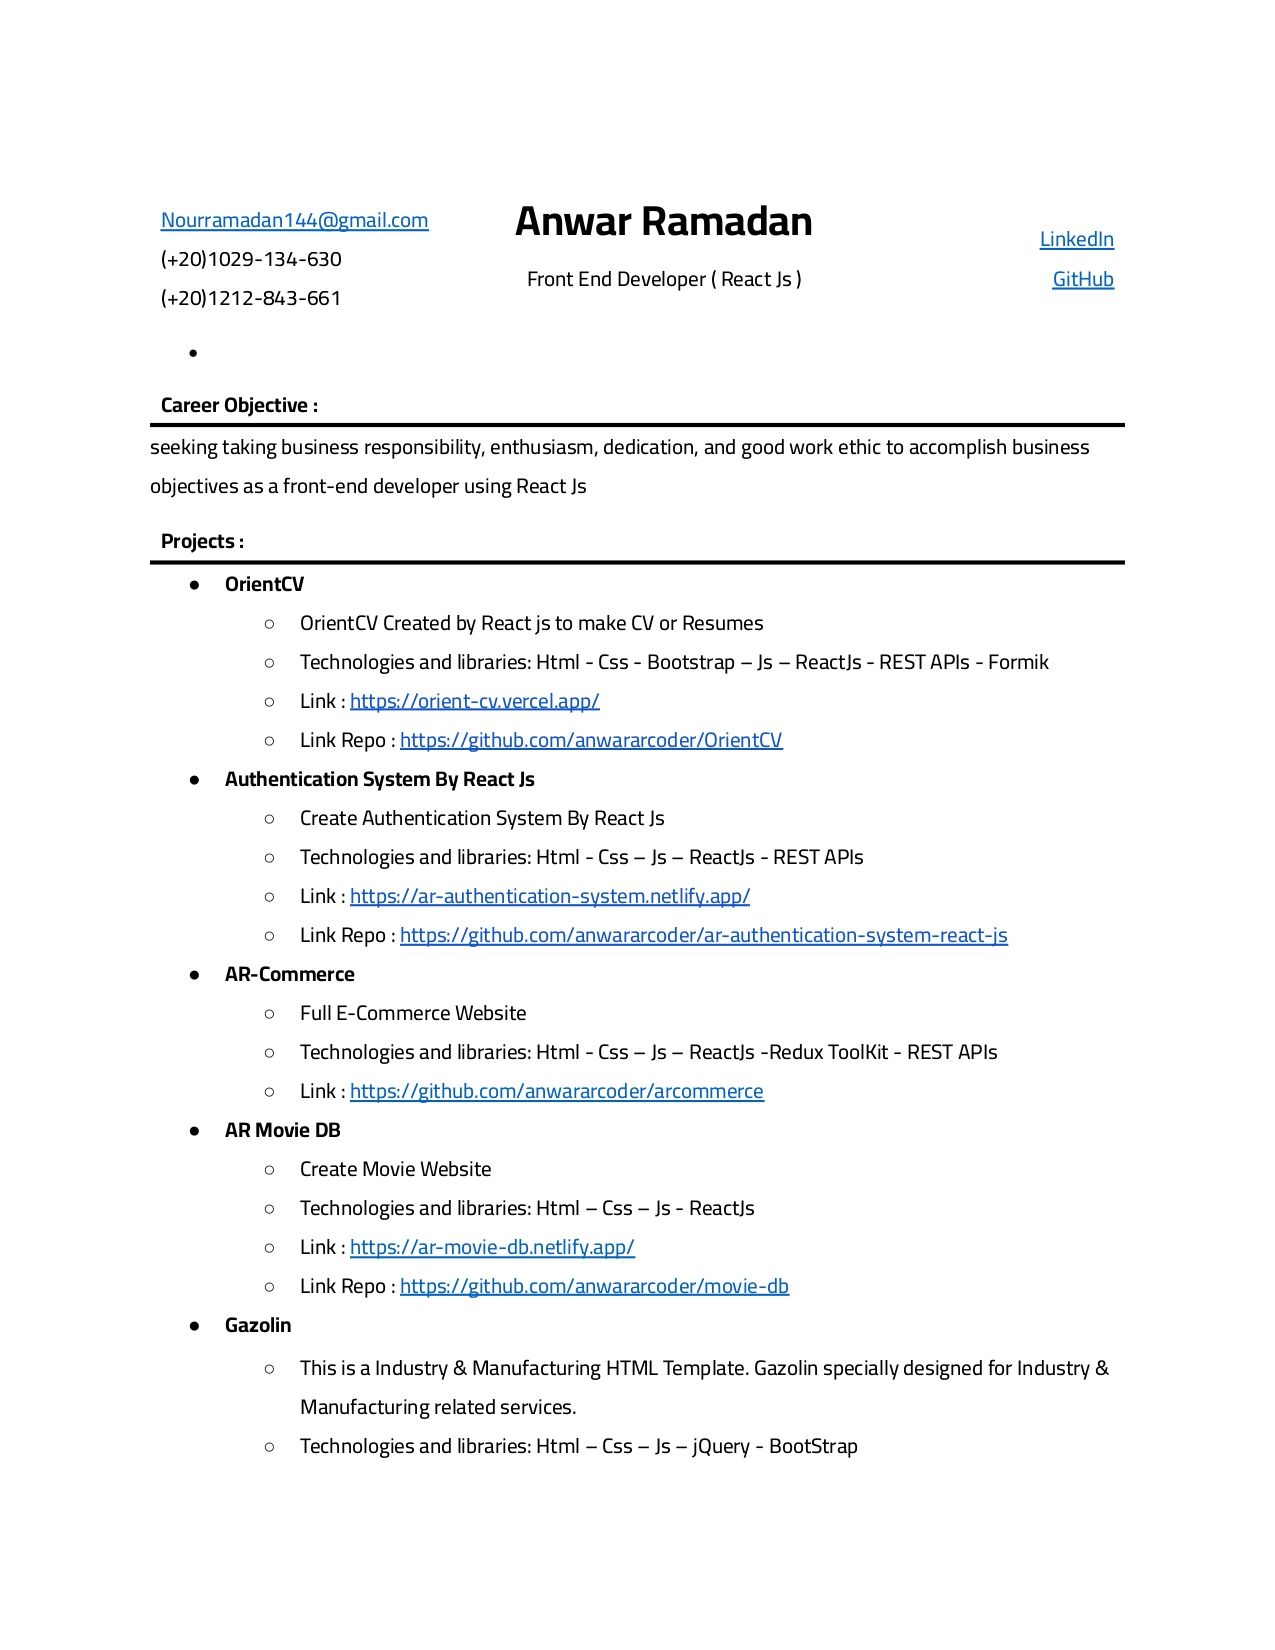 Nourramadan144@gmail.com
(+20)1029-134-630
(+20)1212-843-661
Anwar Ramadan
Front End Developer ( React Js )
LinkedIn
GitHub
●
Career Objective :
seeking taking business responsibility, enthusiasm, dedication, and good work ethic to accomplish business
objectives as a front-end developer using React Js
Projects :
● OrientCV
○ OrientCV Created by React js to make CV or Resumes
○ Technologies and libraries: Html - Css - Bootstrap – Js – ReactJs - REST APIs - Formik
○ Link : https://orient-cv.vercel.app/
○ Link Repo : https://github.com/anwararcoder/OrientCV
● Authentication System By React Js
○ Create Authentication System By React Js
○ Technologies and libraries: Html - Css – Js – ReactJs - REST APIs
○ Link : https://ar-authentication-system.netlify.app/
○ Link Repo : https://github.com/anwararcoder/ar-authentication-system-react-js
● AR-Commerce
○ Full E-Commerce Website
○ Technologies and libraries: Html - Css – Js – ReactJs -Redux ToolKit - REST APIs
○ Link : https://github.com/anwararcoder/arcommerce
● AR Movie DB
○ Create Movie Website
○ Technologies and libraries: Html – Css – Js - ReactJs
○ Link : https://ar-movie-db.netlify.app/
○ Link Repo : https://github.com/anwararcoder/movie-db
● Gazolin
○ This is a Industry & Manufacturing HTML Template. Gazolin specially designed for Industry &
Manufacturing related services.
○ Technologies and libraries: Html – Css – Js – jQuery - BootStrap